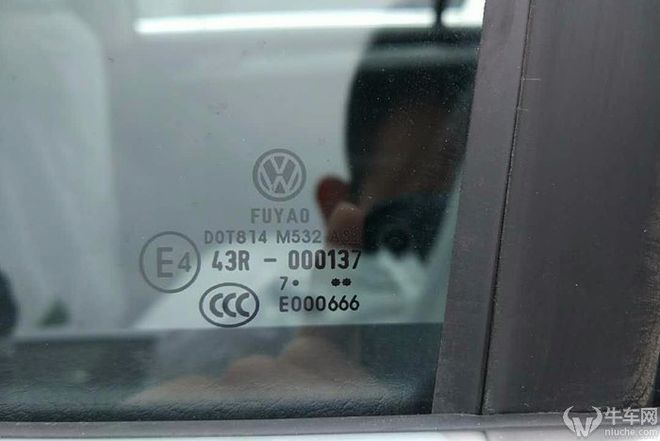 FUYAO
DOT814 M532
E4
43R - 000137
7• ✱✱
CCC
E000666
牛车网
niuche.com